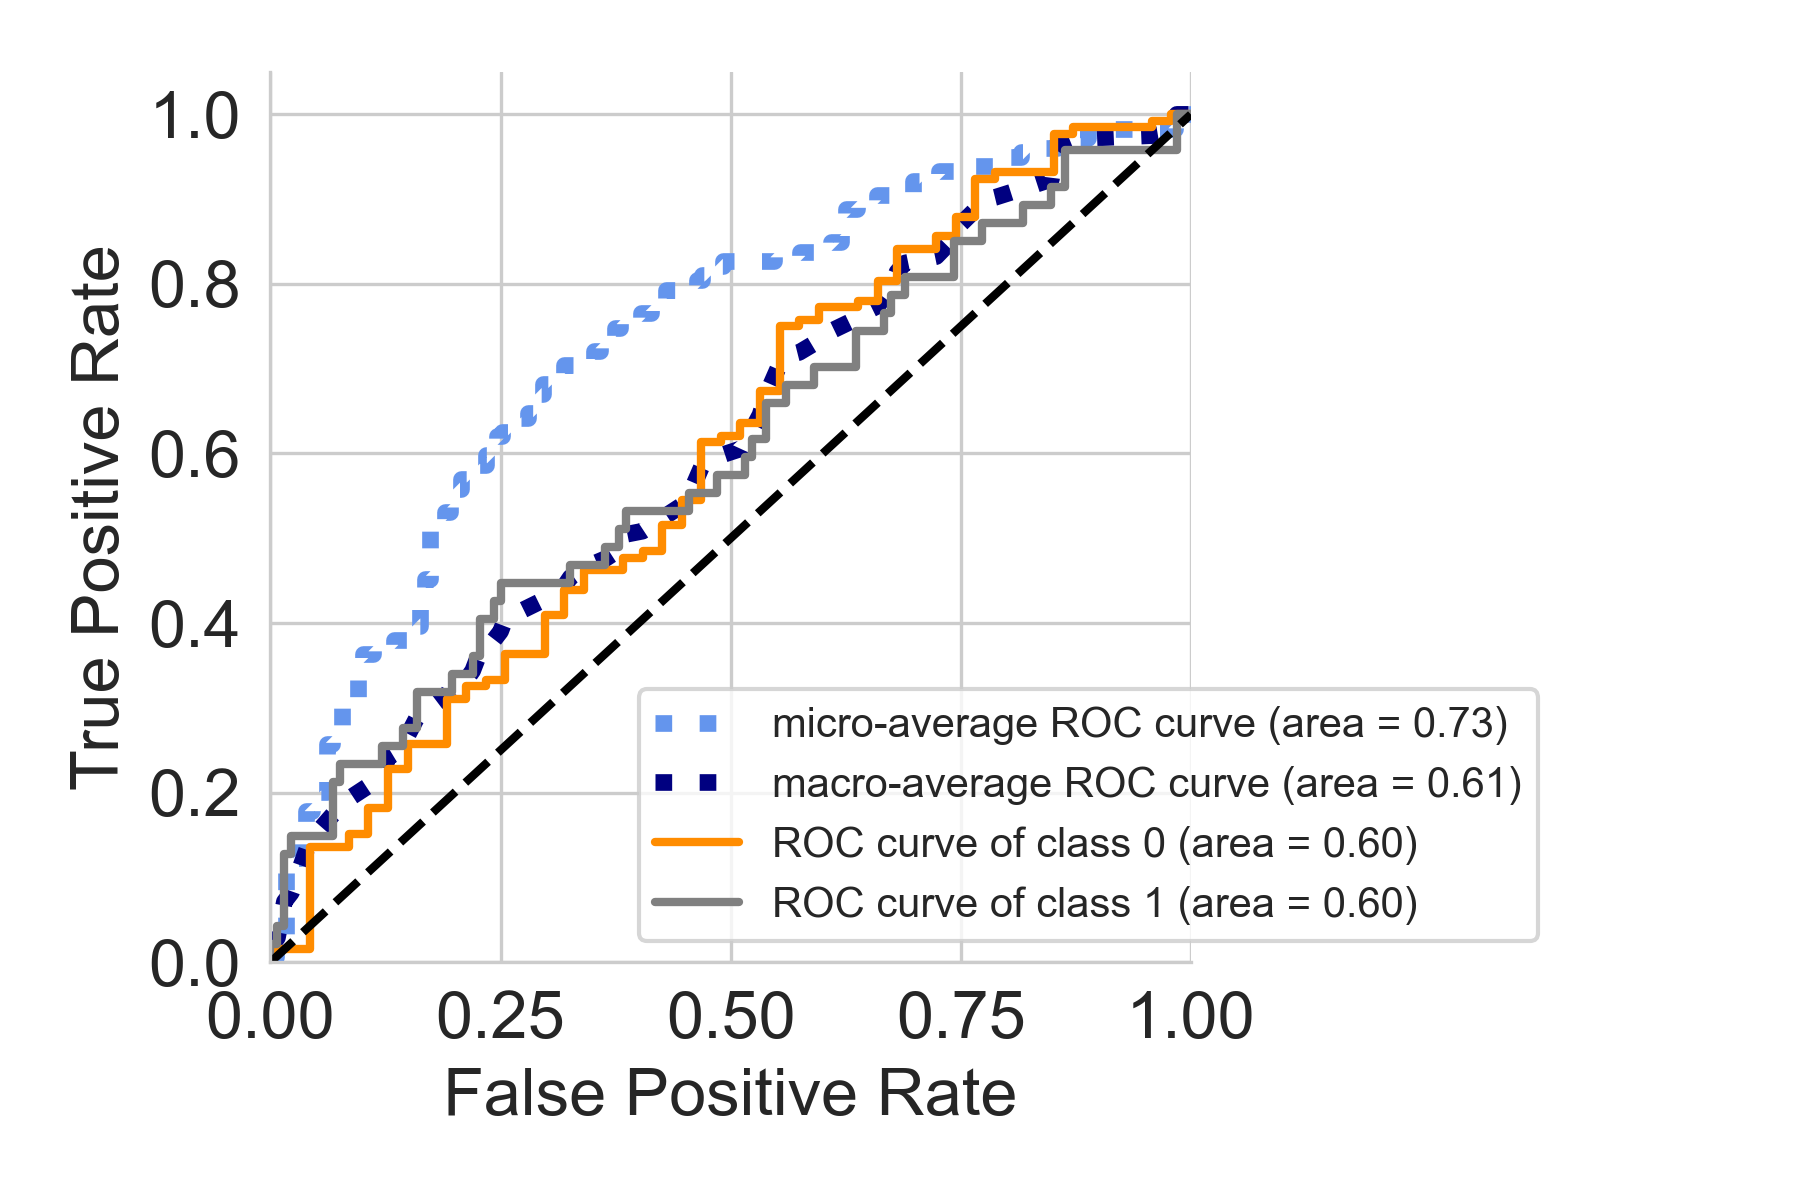 True Positive Rate
1.0
0.8
0.6
0.4
0.2
0.0
0.00 0.25 0.50 0.75 1.00
False Positive Rate
micro-average ROC curve (area = 0.73)
macro-average ROC curve (area = 0.61)
ROC curve of class 0 (area = 0.60)
ROC curve of class 1 (area = 0.60)